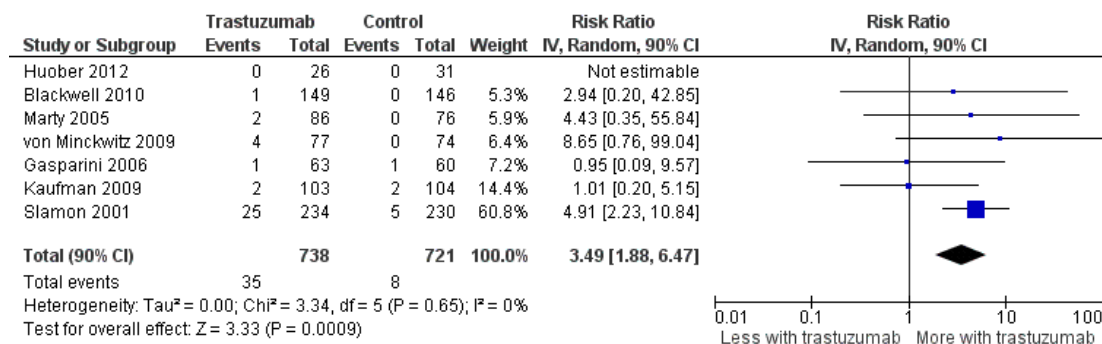 Trastuzumab Control Risk Ratio Risk Ratio
Study or Subgroup Events Total Events Total Weight IV, Random, 90% CI IV, Random, 90% CI
Huober 2012 0 26 0 31 Not estimable
Blackwell 2010 1 149 0 146 5.3% 2.94 [0.20, 42.85]
Marty 2005 2 86 0 76 5.9% 4.43 [0.35, 55.84]
von Minckwitz 2009 4 77 0 74 6.4% 8.65 [0.76, 99.04]
Gasparini 2006 1 63 1 60 7.2% 0.95 [0.09, 9.57]
Kaufman 2009 2 103 2 104 14.4% 1.01 [0.20, 5.15]
Slamon 2001 25 234 5 230 60.8% 4.91 [2.23, 10.84]
Total (90% CI) 738 721 100.0% 3.49 [1.88, 6.47]
Total events 35 8
Heterogeneity: Tau² = 0.00; Chi² = 3.34, df = 5 (P = 0.65); I² = 0%
Test for overall effect: Z = 3.33 (P = 0.0009)
0.01 0.1 1 10 100
Less with trastuzumab More with trastuzumab